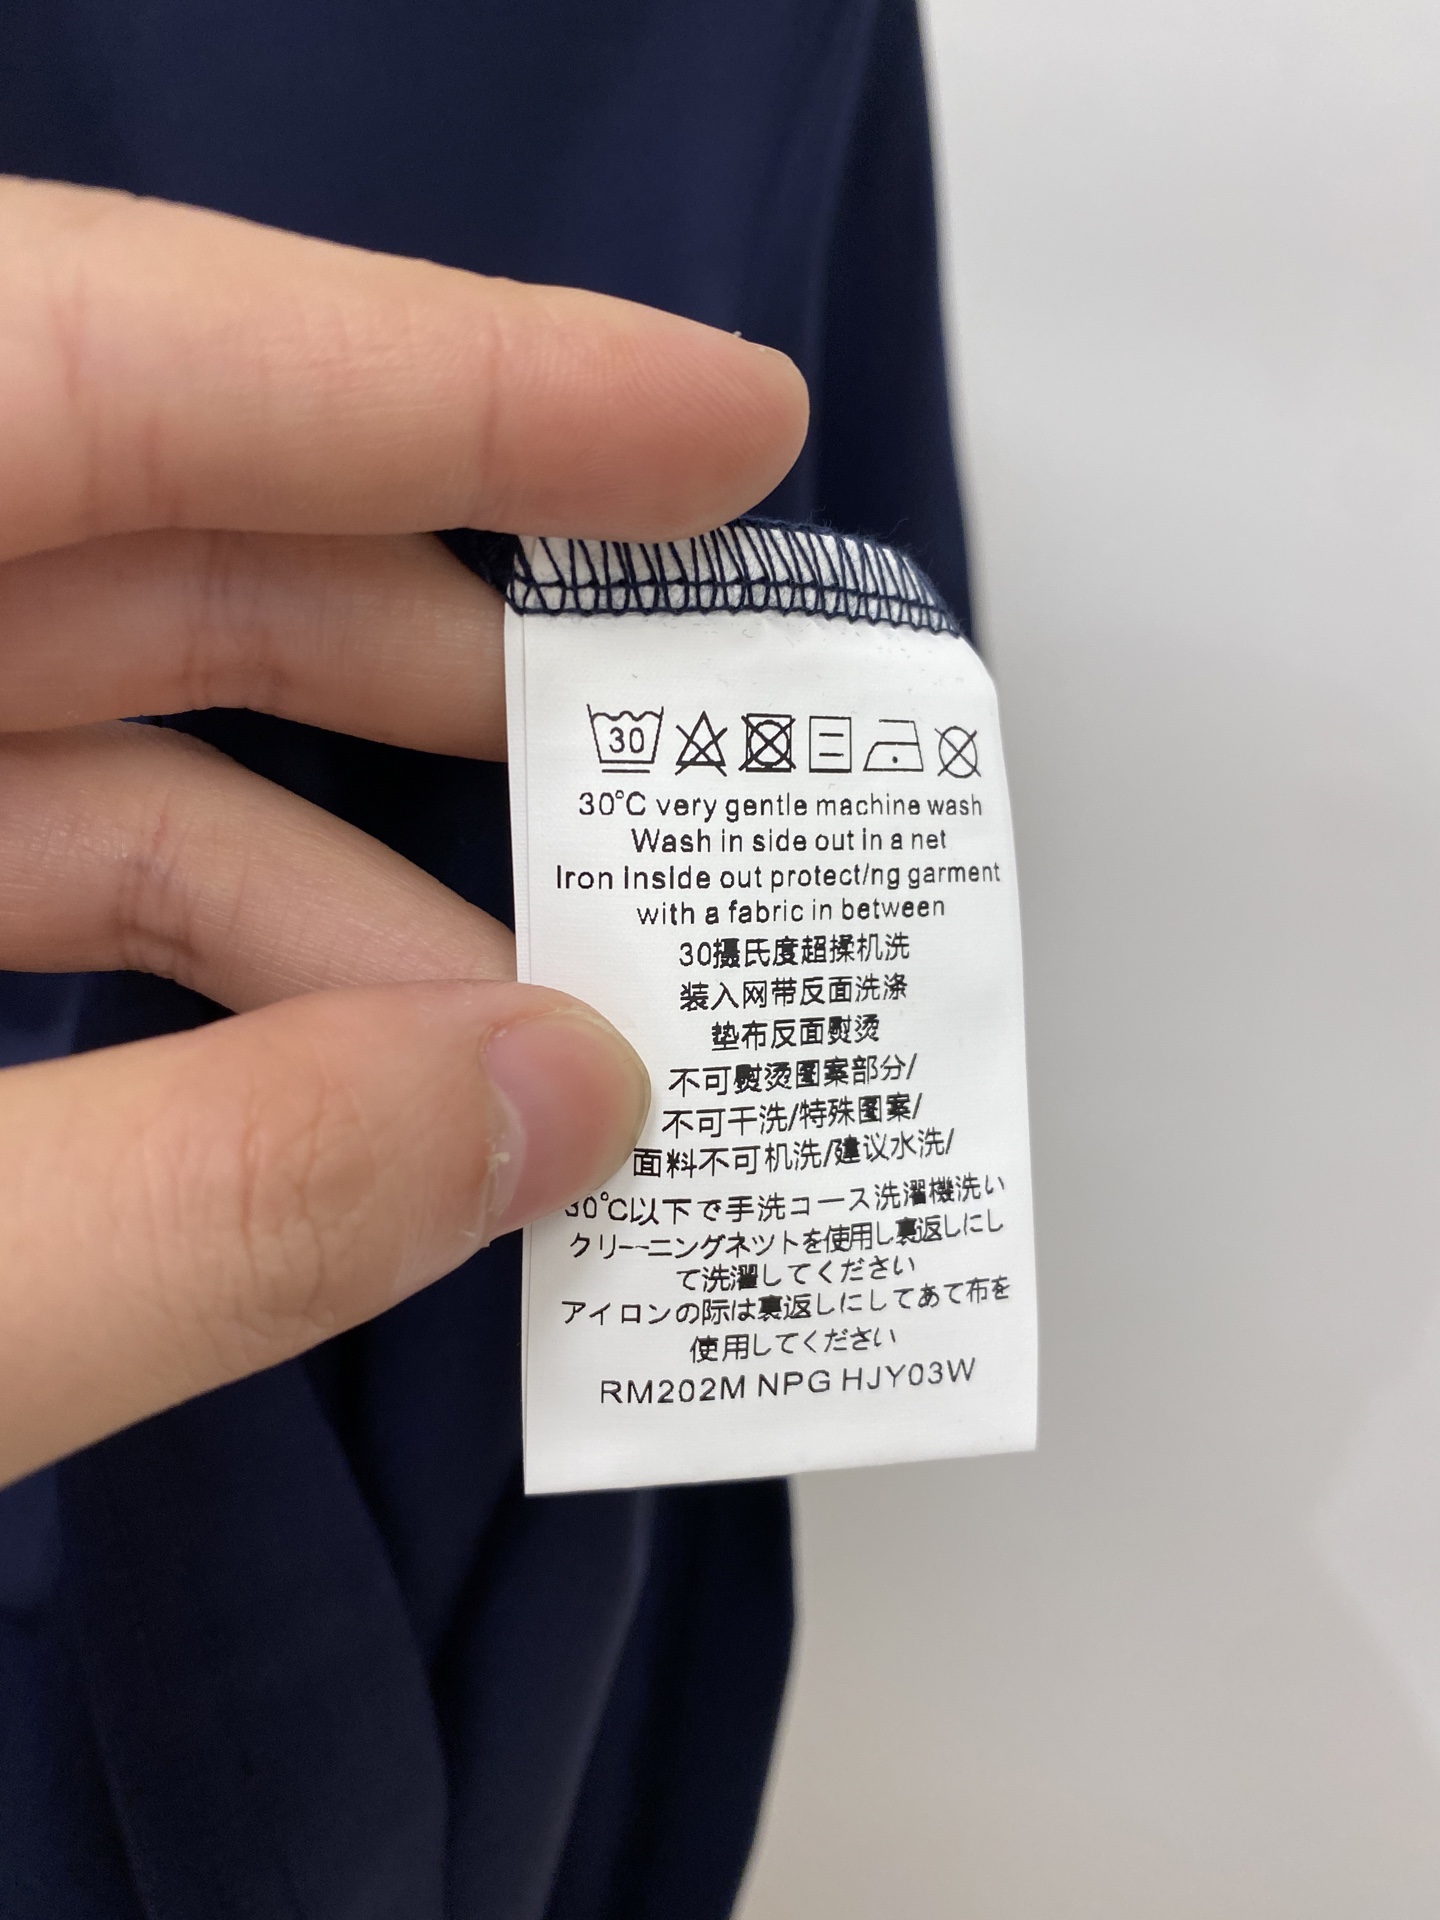 30
30°C very gentle machine wash
Wash in side out in a net
Iron inside out protect/ng garment
with a fabric in between
30摄氏度超揉机洗
装入网带反面洗涤
垫布反面熨烫
不可熨烫图案部分/
不可干洗/特殊图案/
面料不可机洗/建议水洗/
30°C以下で手洗コース洗濯機洗い
クリーニングネットを使用し裏返しにし
て洗濯してください
アイロンの际は裏返しにしてあて布を
使用してください
RM202M NPG HJY03W